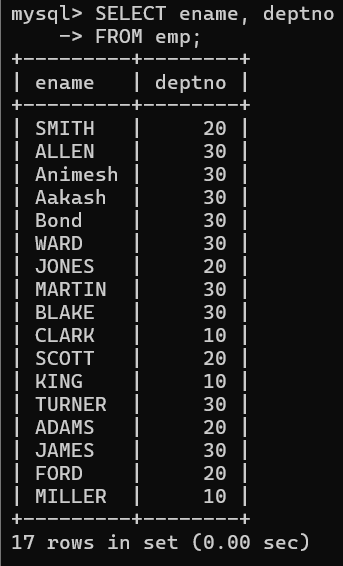 mysql> SELECT ename, deptno
    -> FROM emp;
+---------+--------+
| ename   | deptno |
+---------+--------+
| SMITH   |     20 |
| ALLEN   |     30 |
| Animesh |     30 |
| Aakash  |     30 |
| Bond    |     30 |
| WARD    |     30 |
| JONES   |     20 |
| MARTIN  |     30 |
| BLAKE   |     30 |
| CLARK   |     10 |
| SCOTT   |     20 |
| KING    |     10 |
| TURNER  |     30 |
| ADAMS   |     20 |
| JAMES   |     30 |
| FORD    |     20 |
| MILLER  |     10 |
+---------+--------+
17 rows in set (0.00 sec)